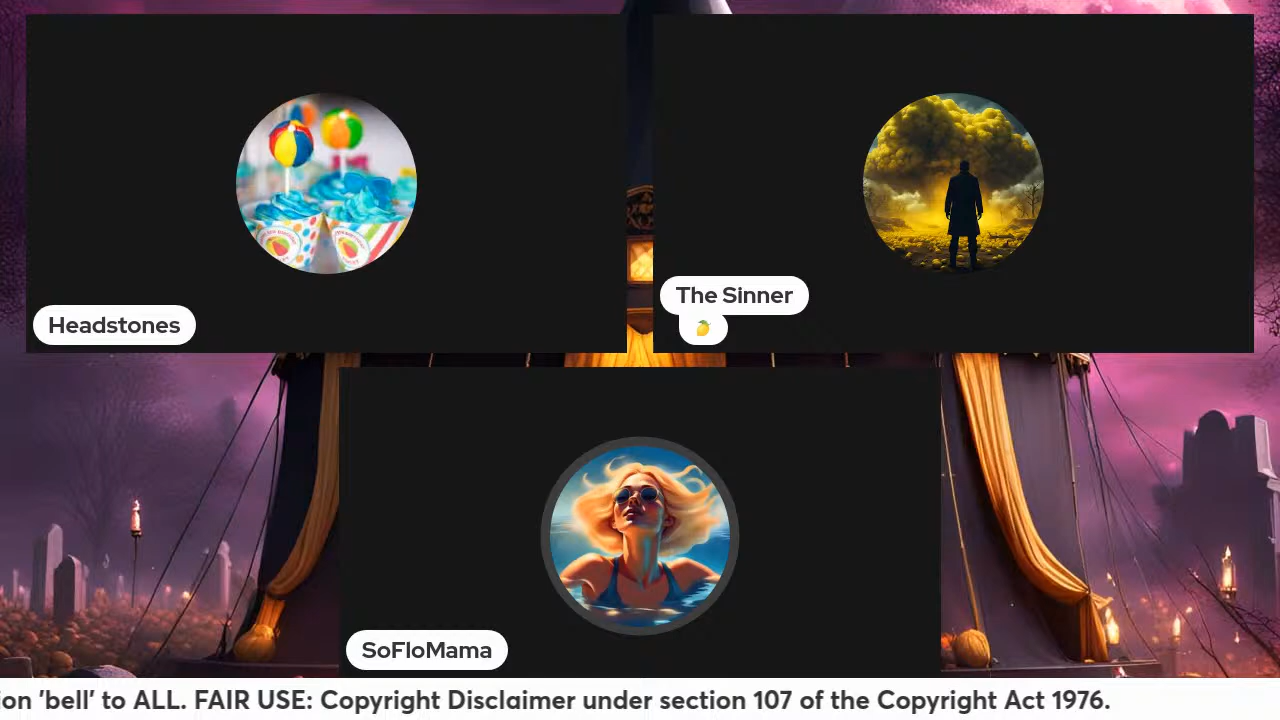 Headstones
The Sinner
🍋
SoFloMama
ion 'bell' to ALL. FAIR USE: Copyright Disclaimer under section 107 of the Copyright Act 1976.